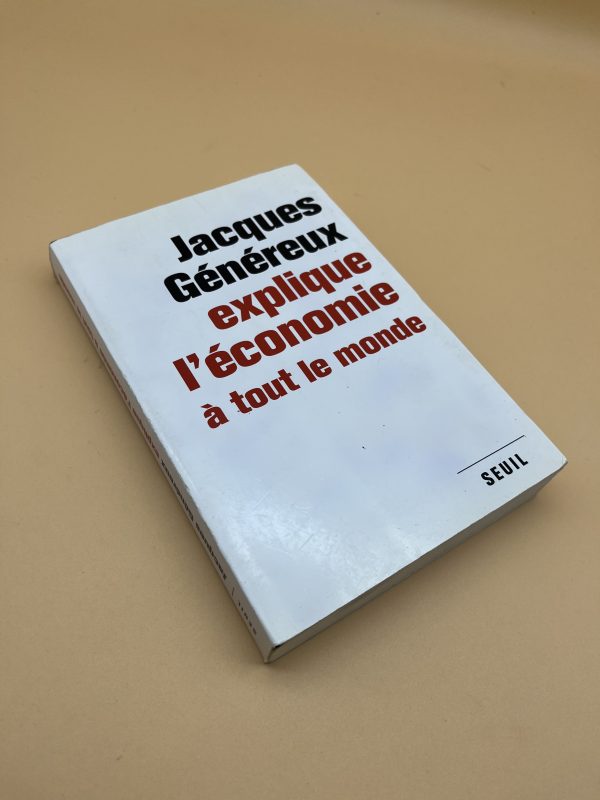 Jacques
Généreux
explique
l'économie
à tout le monde
SEUIL